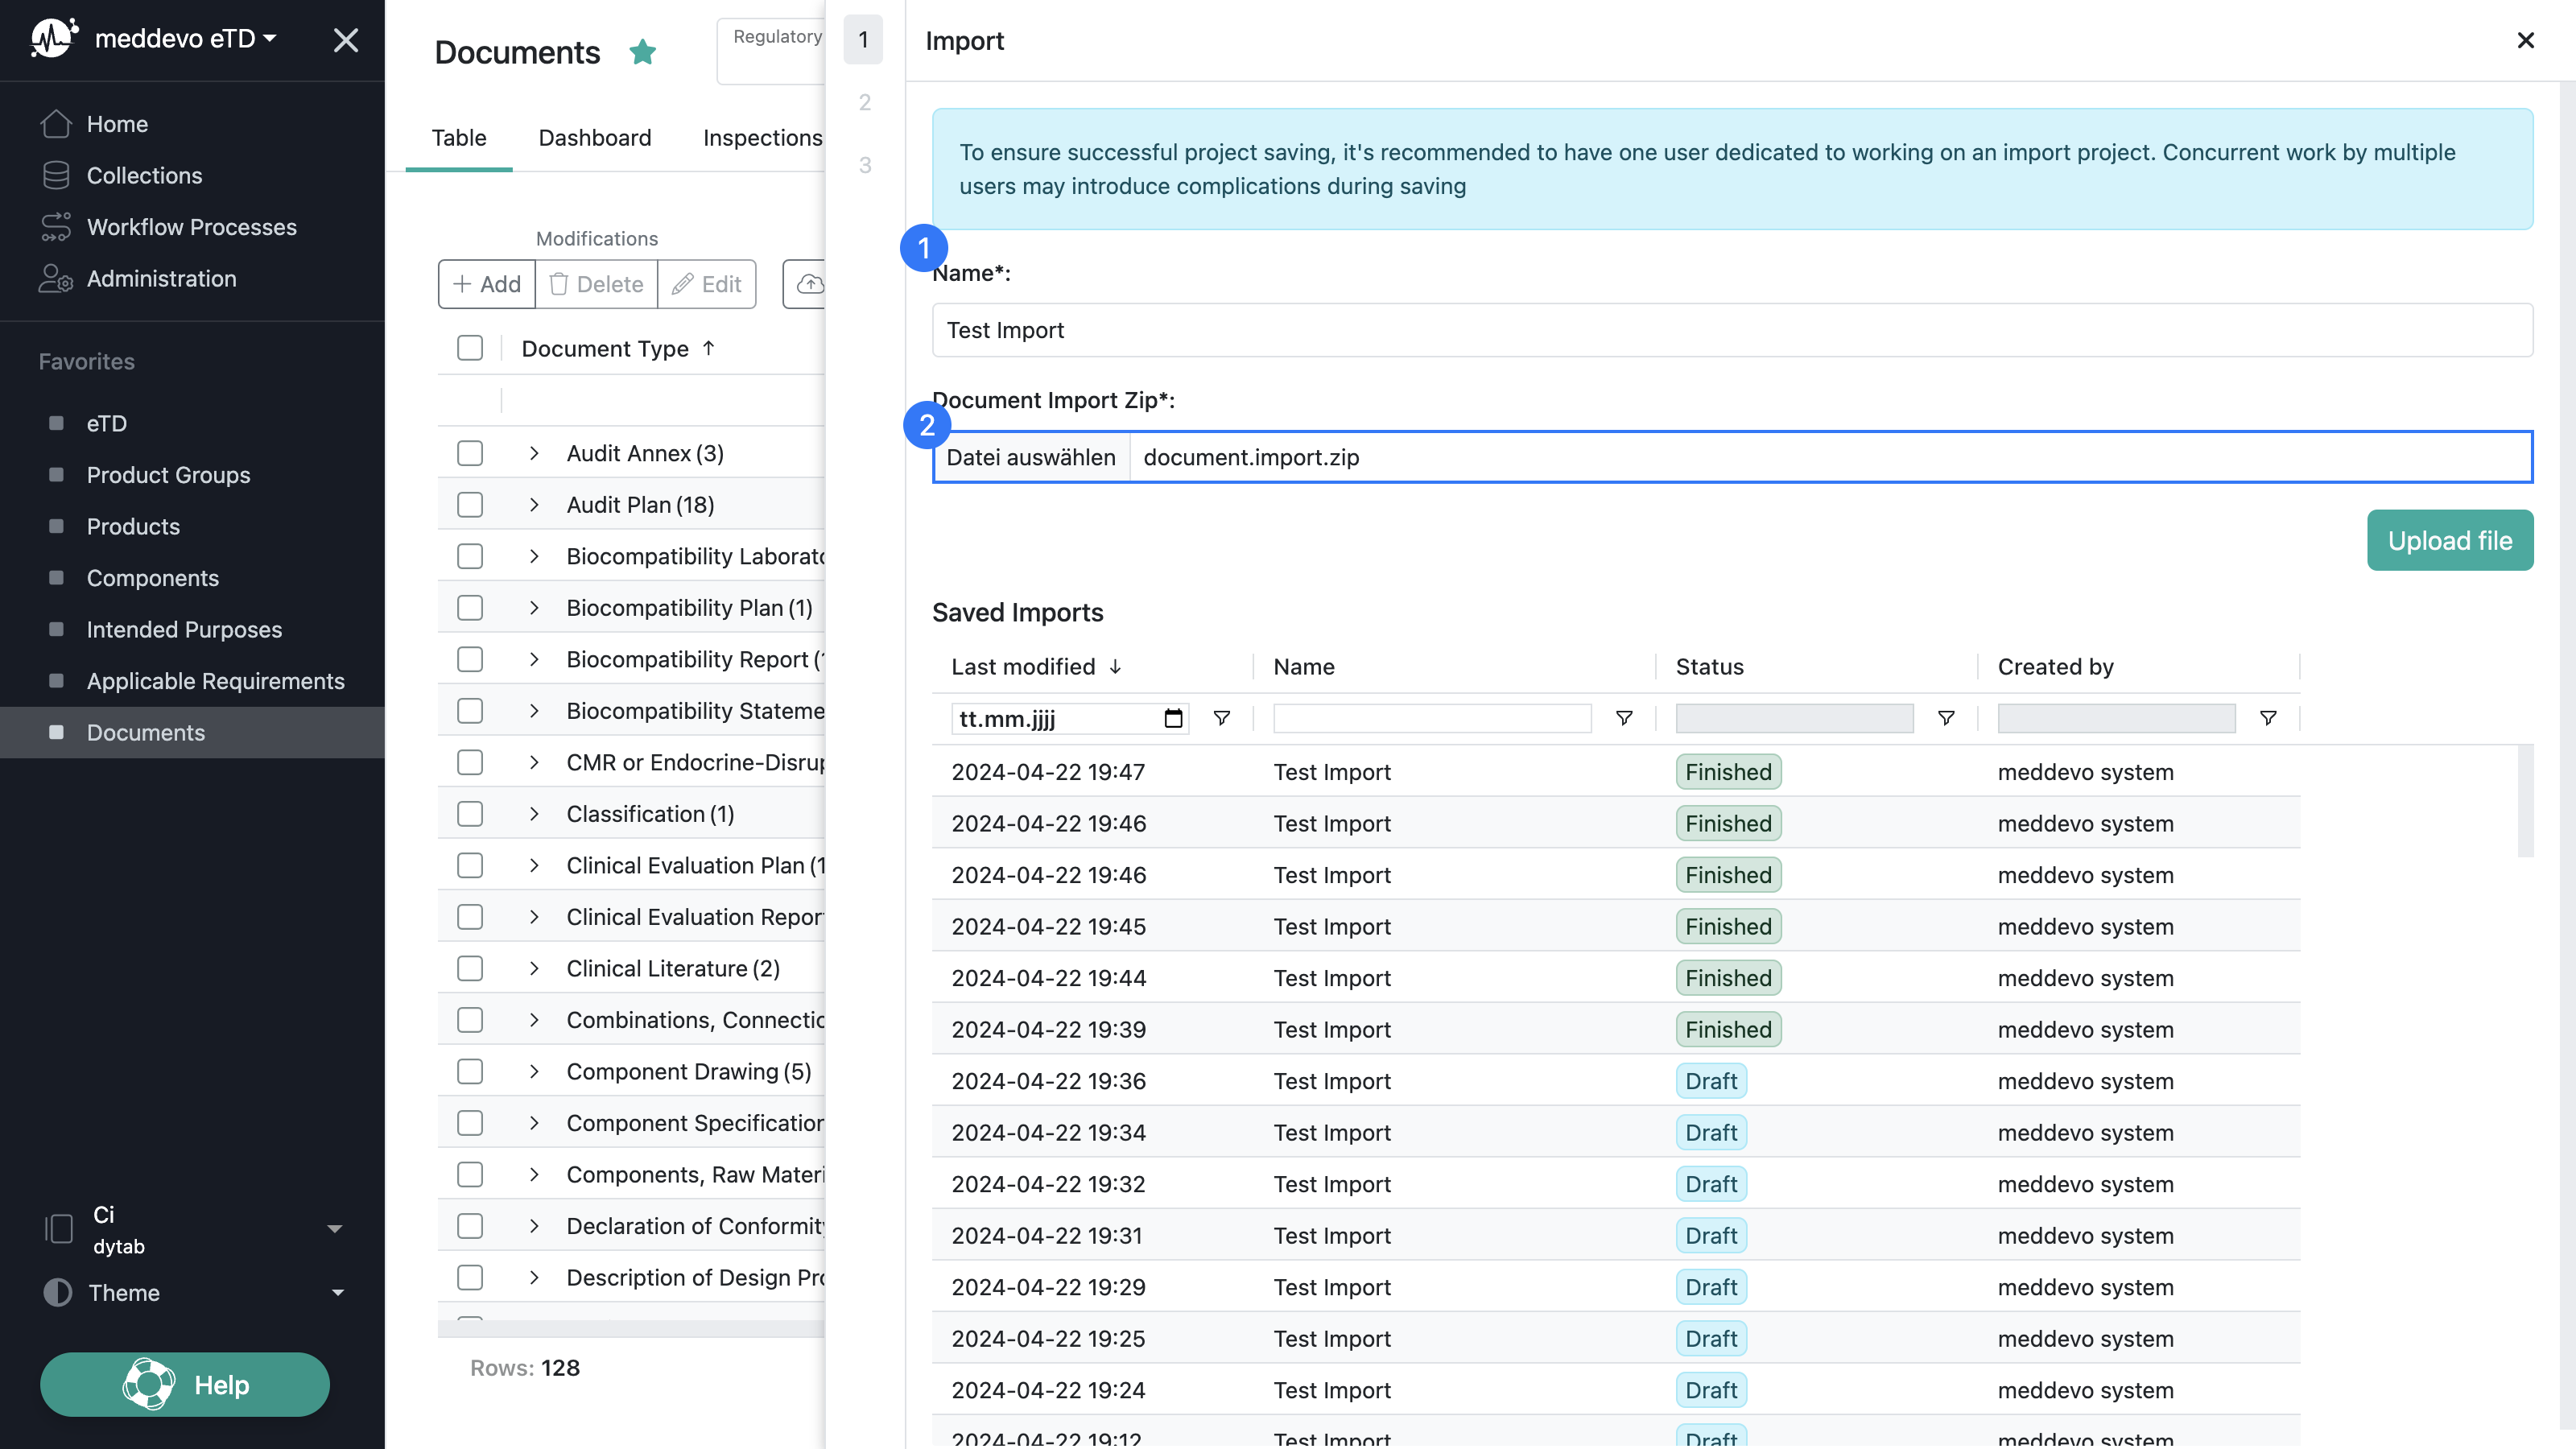 meddevo eTD
Home
Collections
Workflow Processes
Administration
Favorites
eTD
Product Groups
Products
Components
Intended Purposes
Applicable Requirements
Documents
Ci
dytab
Theme
Help
Documents
Regulatory
Table Dashboard Inspections
Modifications
Add Delete Edit
Document Type ↑
Audit Annex (3)
Audit Plan (18)
Biocompatibility Laborato
Biocompatibility Plan (1)
Biocompatibility Report (1
Biocompatibility Stateme
CMR or Endocrine-Disrup
Classification (1)
Clinical Evaluation Plan (1
Clinical Evaluation Repor
Clinical Literature (2)
Combinations, Connectio
Component Drawing (5)
Component Specification
Components, Raw Materi
Declaration of Conformity
Description of Design Pro
Rows: 128
1
2
3
Import
To ensure successful project saving, it's recommended to have one user dedicated to working on an import project. Concurrent work by multiple
users may introduce complications during saving
1
Name*:
Test Import
Document Import Zip*:
2
Datei auswählen document.import.zip
Upload file
Saved Imports
Last modified ↓ Name Status Created by
tt.mm.jjjj
2024-04-22 19:47 Test Import Finished meddevo system
2024-04-22 19:46 Test Import Finished meddevo system
2024-04-22 19:46 Test Import Finished meddevo system
2024-04-22 19:45 Test Import Finished meddevo system
2024-04-22 19:44 Test Import Finished meddevo system
2024-04-22 19:39 Test Import Finished meddevo system
2024-04-22 19:36 Test Import Draft meddevo system
2024-04-22 19:34 Test Import Draft meddevo system
2024-04-22 19:32 Test Import Draft meddevo system
2024-04-22 19:31 Test Import Draft meddevo system
2024-04-22 19:29 Test Import Draft meddevo system
2024-04-22 19:25 Test Import Draft meddevo system
2024-04-22 19:24 Test Import Draft meddevo system
2024-04-22 19:12 Test Import Draft meddevo system